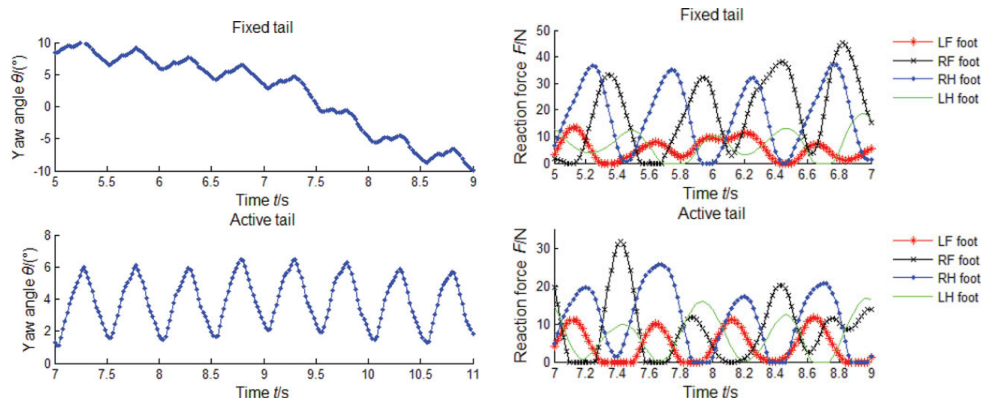 Fixed tail
Yaw angle θ/(°)
10
5
0
-5
-10
5 5.5 6 6.5 7 7.5 8 8.5 9
Time t/s
Fixed tail
Reaction force F/N
50
40
30
20
10
0
5 5.2 5.4 5.6 5.8 6 6.2 6.4 6.6 6.8 7
Time t/s
LF foot
RF foot
RH foot
LH foot
Active tail
Yaw angle θ/(°)
8
6
4
2
0
7 7.5 8 8.5 9 9.5 10 10.5 11
Time t/s
Active tail
Reaction force F/N
30
20
10
0
7 7.2 7.4 7.6 7.8 8 8.2 8.4 8.6 8.8 9
Time t/s
LF foot
RF foot
RH foot
LH foot